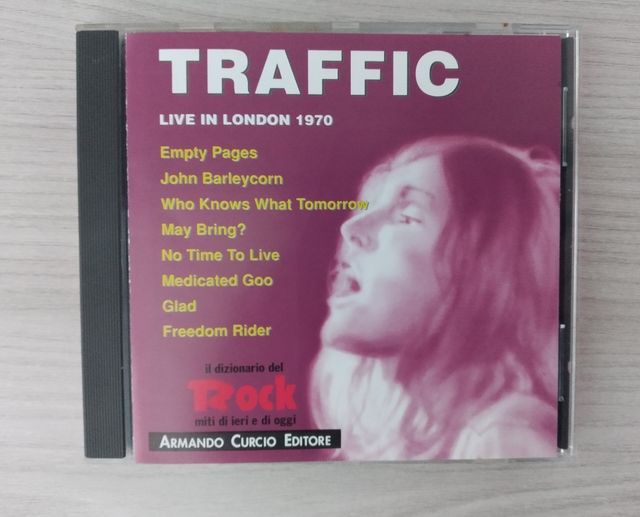 TRAFFIC
LIVE IN LONDON 1970
Empty Pages
John Barleycorn
Who Knows What Tomorrow
May Bring?
No Time To Live
Medicated Goo
Glad
Freedom Rider
il dizionario del
Rock
miti di ieri e di oggi
ARMANDO CURCIO EDITORE